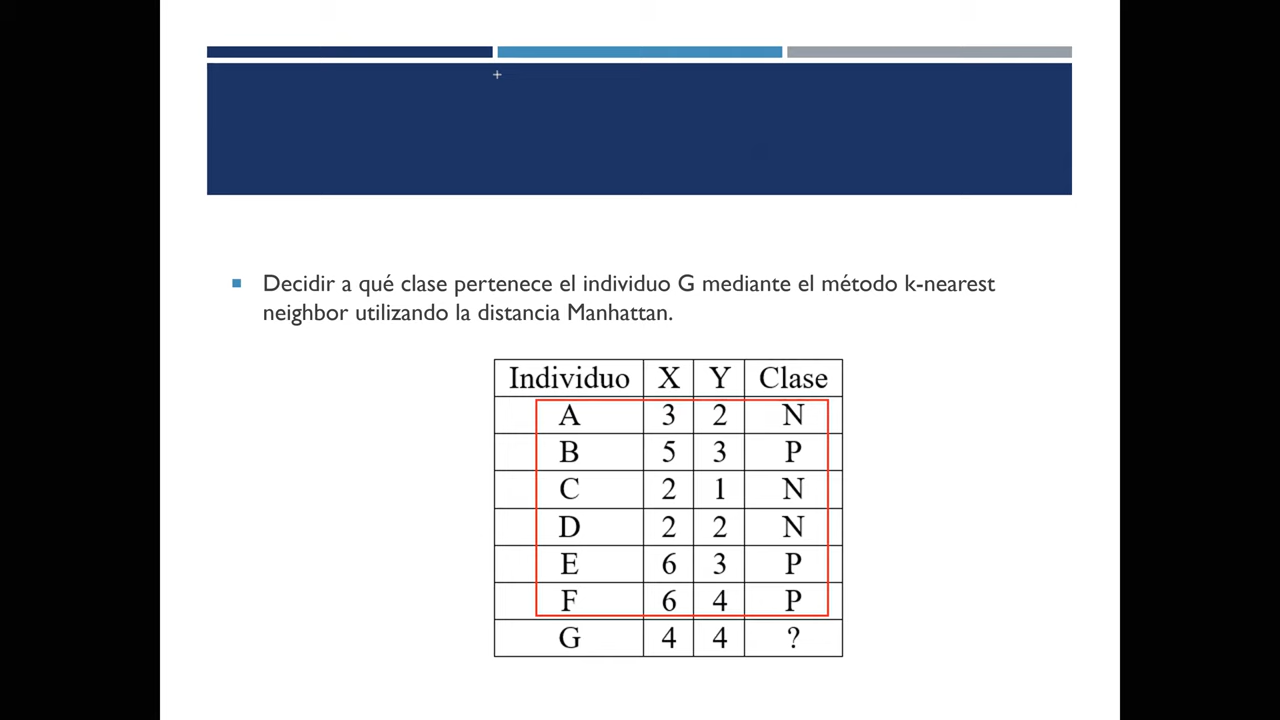 Decidir a qué clase pertenece el individuo G mediante el método k-nearest
neighbor utilizando la distancia Manhattan.
Individuo X Y Clase
A 3 2 N
B 5 3 P
C 2 1 N
D 2 2 N
E 6 3 P
F 6 4 P
G 4 4 ?